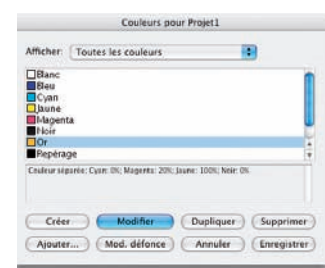 Couleurs pour Projet1
Afficher: Toutes les couleurs
Blanc
Bleu
Cyan
Jaune
Magenta
Noir
Or
Repérage
Couleur séparée: Cyan: 0%; Magenta: 20%; Jaune: 100%; Noir: 0%
Créer Modifier Dupliquer Supprimer
Ajouter... Mod. défonce Annuler Enregistrer